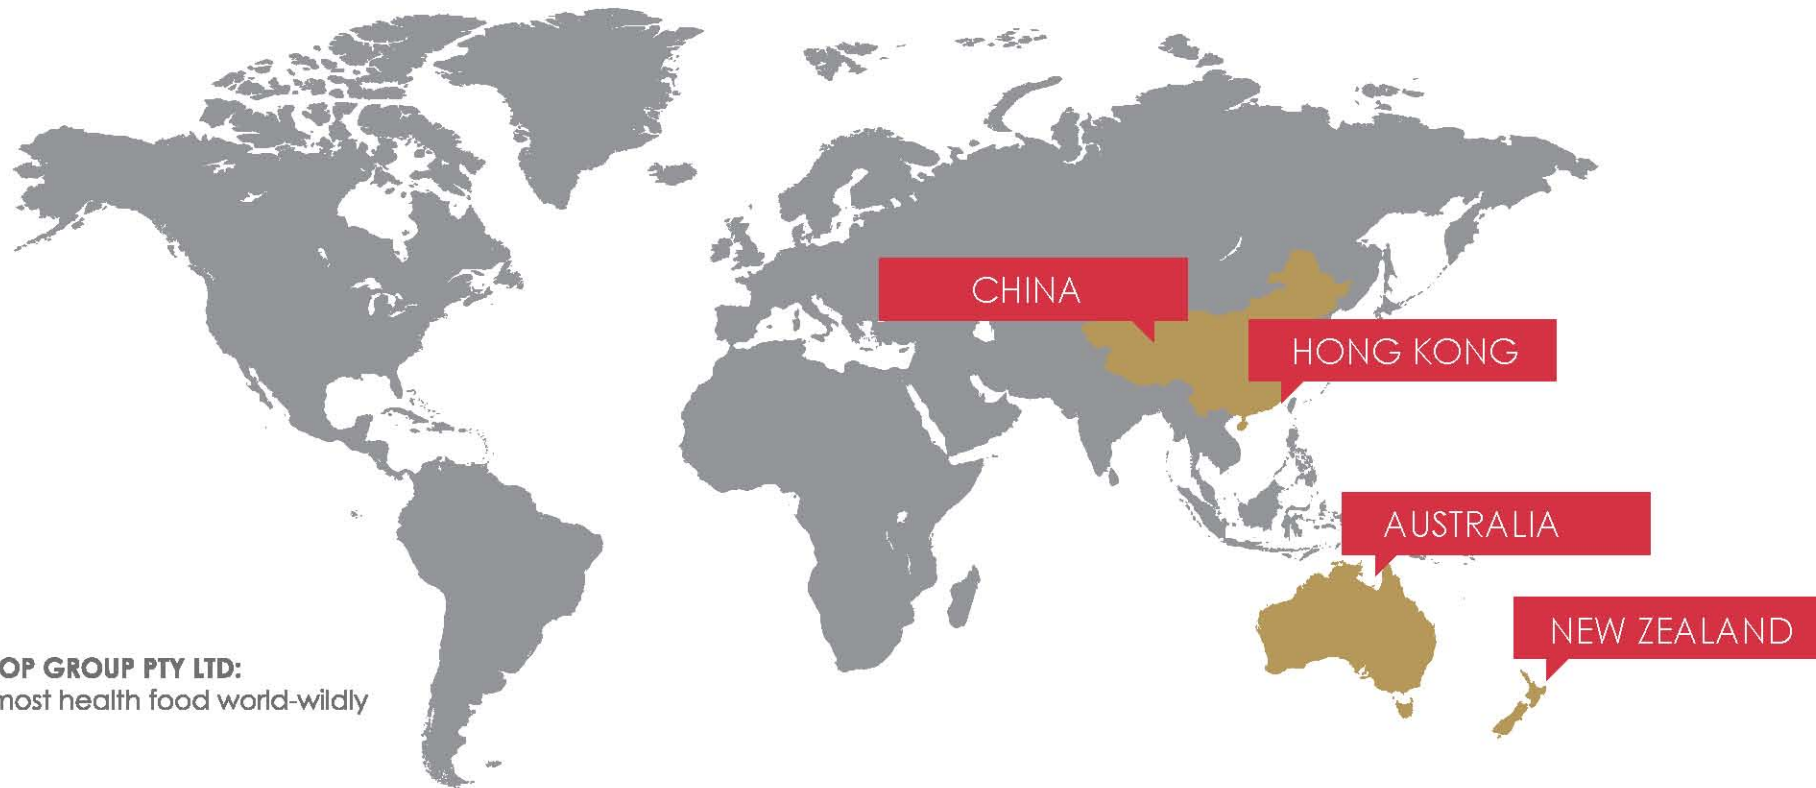 CHINA
HONG KONG
AUSTRALIA
NEW ZEALAND
OP GROUP PTY LTD:
most health food world-wildly